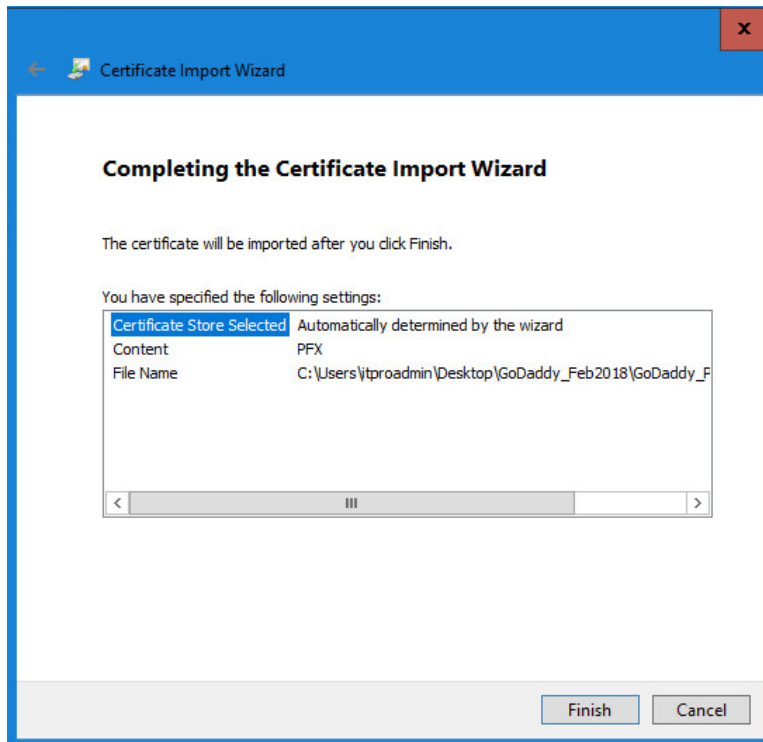 x
Certificate Import Wizard
Completing the Certificate Import Wizard
The certificate will be imported after you click Finish.
You have specified the following settings:
Certificate Store Selected Automatically determined by the wizard
Content PFX
File Name C:\Users\itproadmin\Desktop\GoDaddy_Feb2018\GoDaddy_P
Finish Cancel